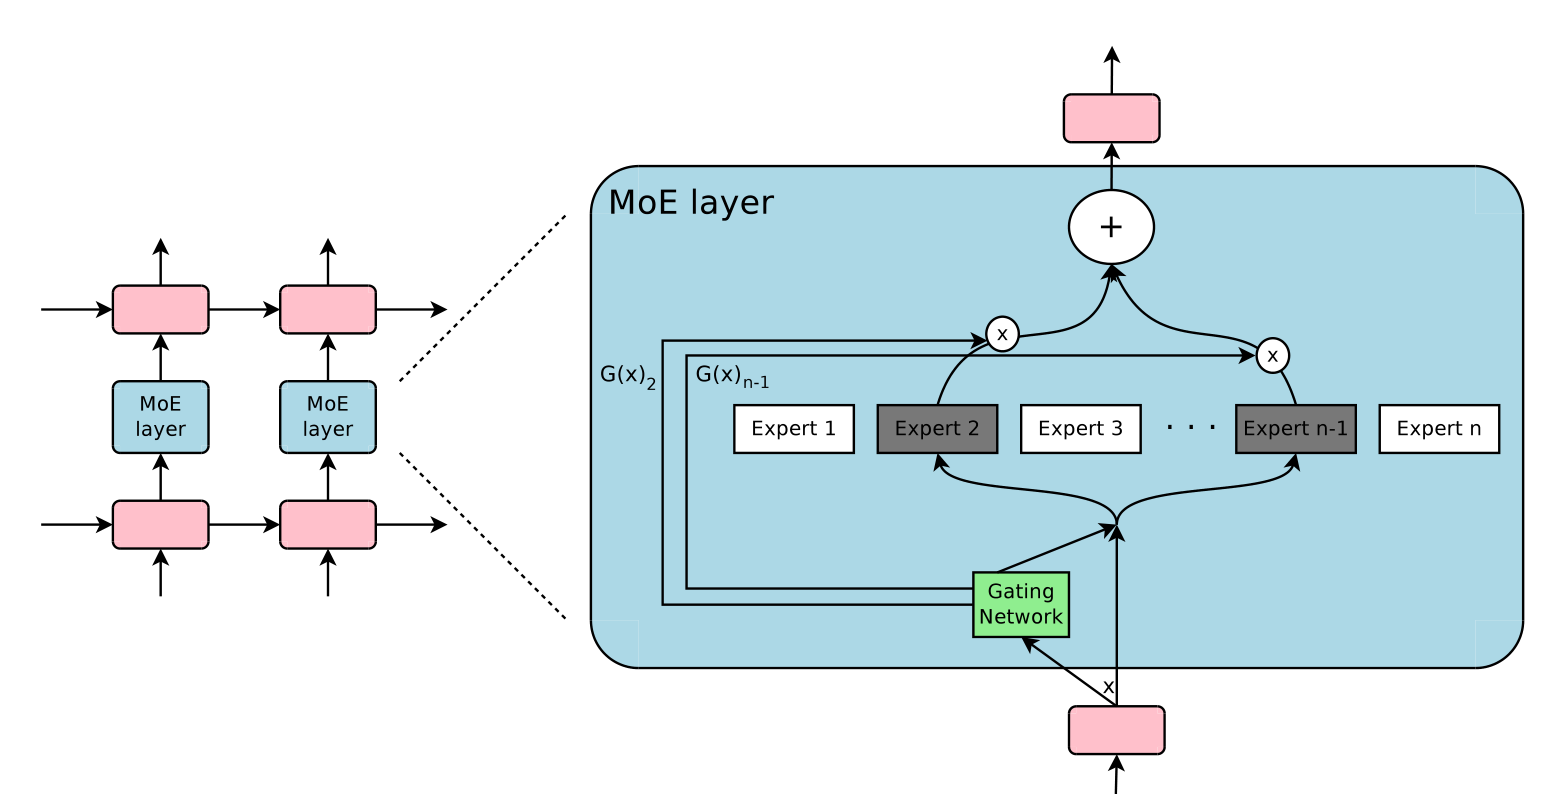 MoE layer
+
x
x
G(x)2
G(x)n-1
MoE
layer
MoE
layer
Expert 1
Expert 2
Expert 3
. . .
Expert n-1
Expert n
Gating
Network
x